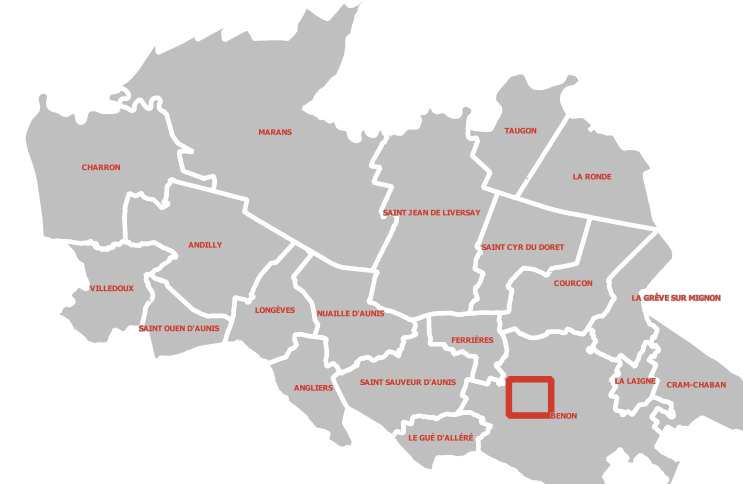 TAUGON
MARANS
CHARRON
LA RONDE
SAINT JEAN DE LIVERSAY
ANDILLY
SAINT CYR DU DORET
COURCON
VILLEDOUX
LA GRÈVE SUR MIGNON
LONGÈVES
NUAILLE D'AUNIS
SAINT OUEN D'AUNIS
FERRIÈRES
SAINT SAUVEUR D'AUNIS
LA LAIGNE
CRAM-CHABAN
ANGLIERS
BENON
LE GUÉ D'ALLÉRÉ